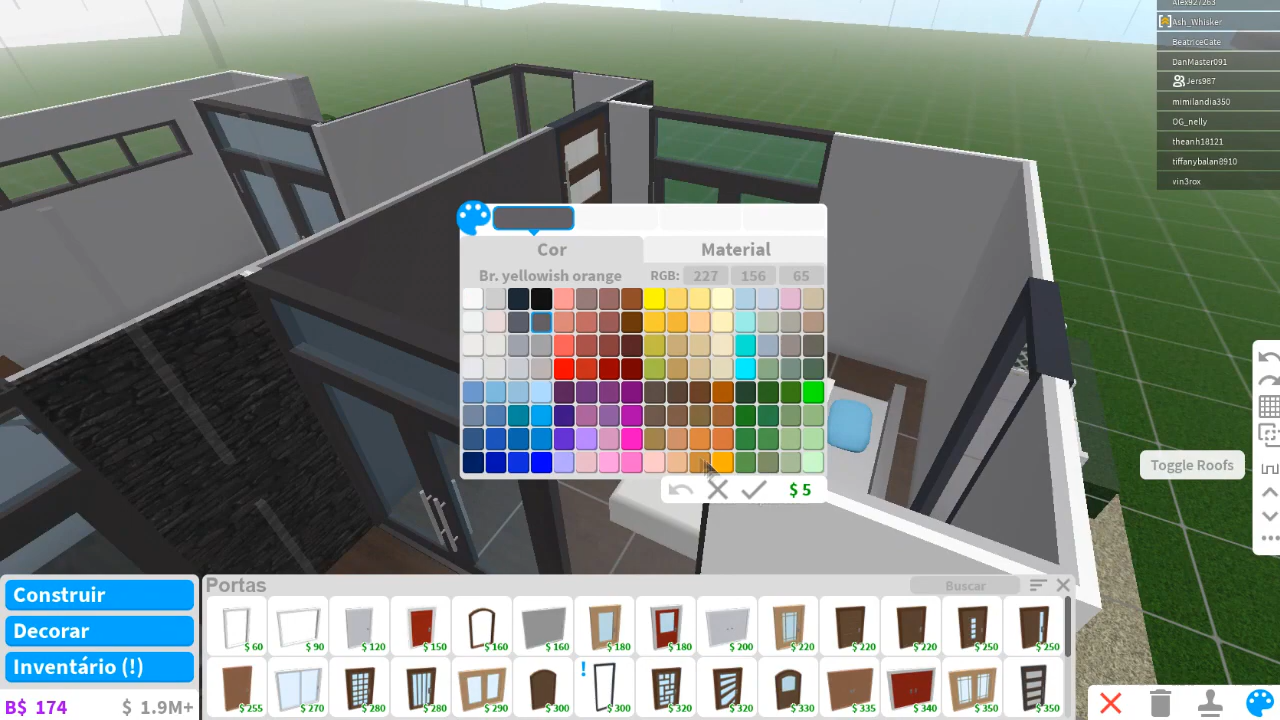 Alex927263
Ash_Whisker
BeatriceCate
DanMaster091
Jers987
mimilandia350
OG_nelly
theanh18121
tiffanybalan8910
vin3rox
Cor
Material
Br. yellowish orange
RGB:
227
156
65
$ 5
Toggle Roofs
Portas
Buscar
Construir
Decorar
Inventário (!)
B$ 174
$ 1.9M+
$ 60
$ 90
$ 120
$ 150
$ 160
$ 160
$ 180
$ 180
$ 200
$ 220
$ 220
$ 220
$ 250
$ 250
$ 255
$ 270
$ 280
$ 280
$ 290
$ 300
!
$ 300
$ 320
$ 320
$ 330
$ 335
$ 340
$ 350
$ 350